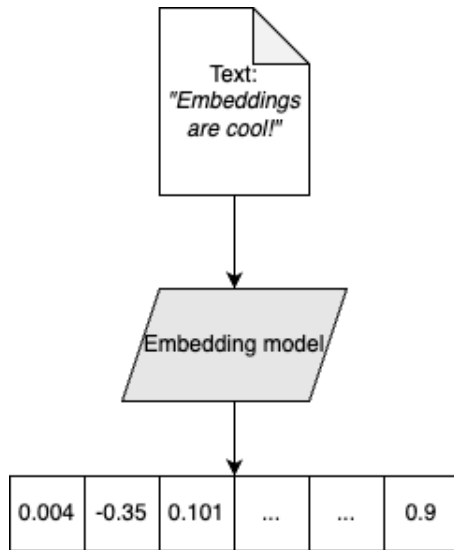 Text:
"Embeddings
are cool!"
Embedding model
0.004 -0.35 0.101 ... ... 0.9